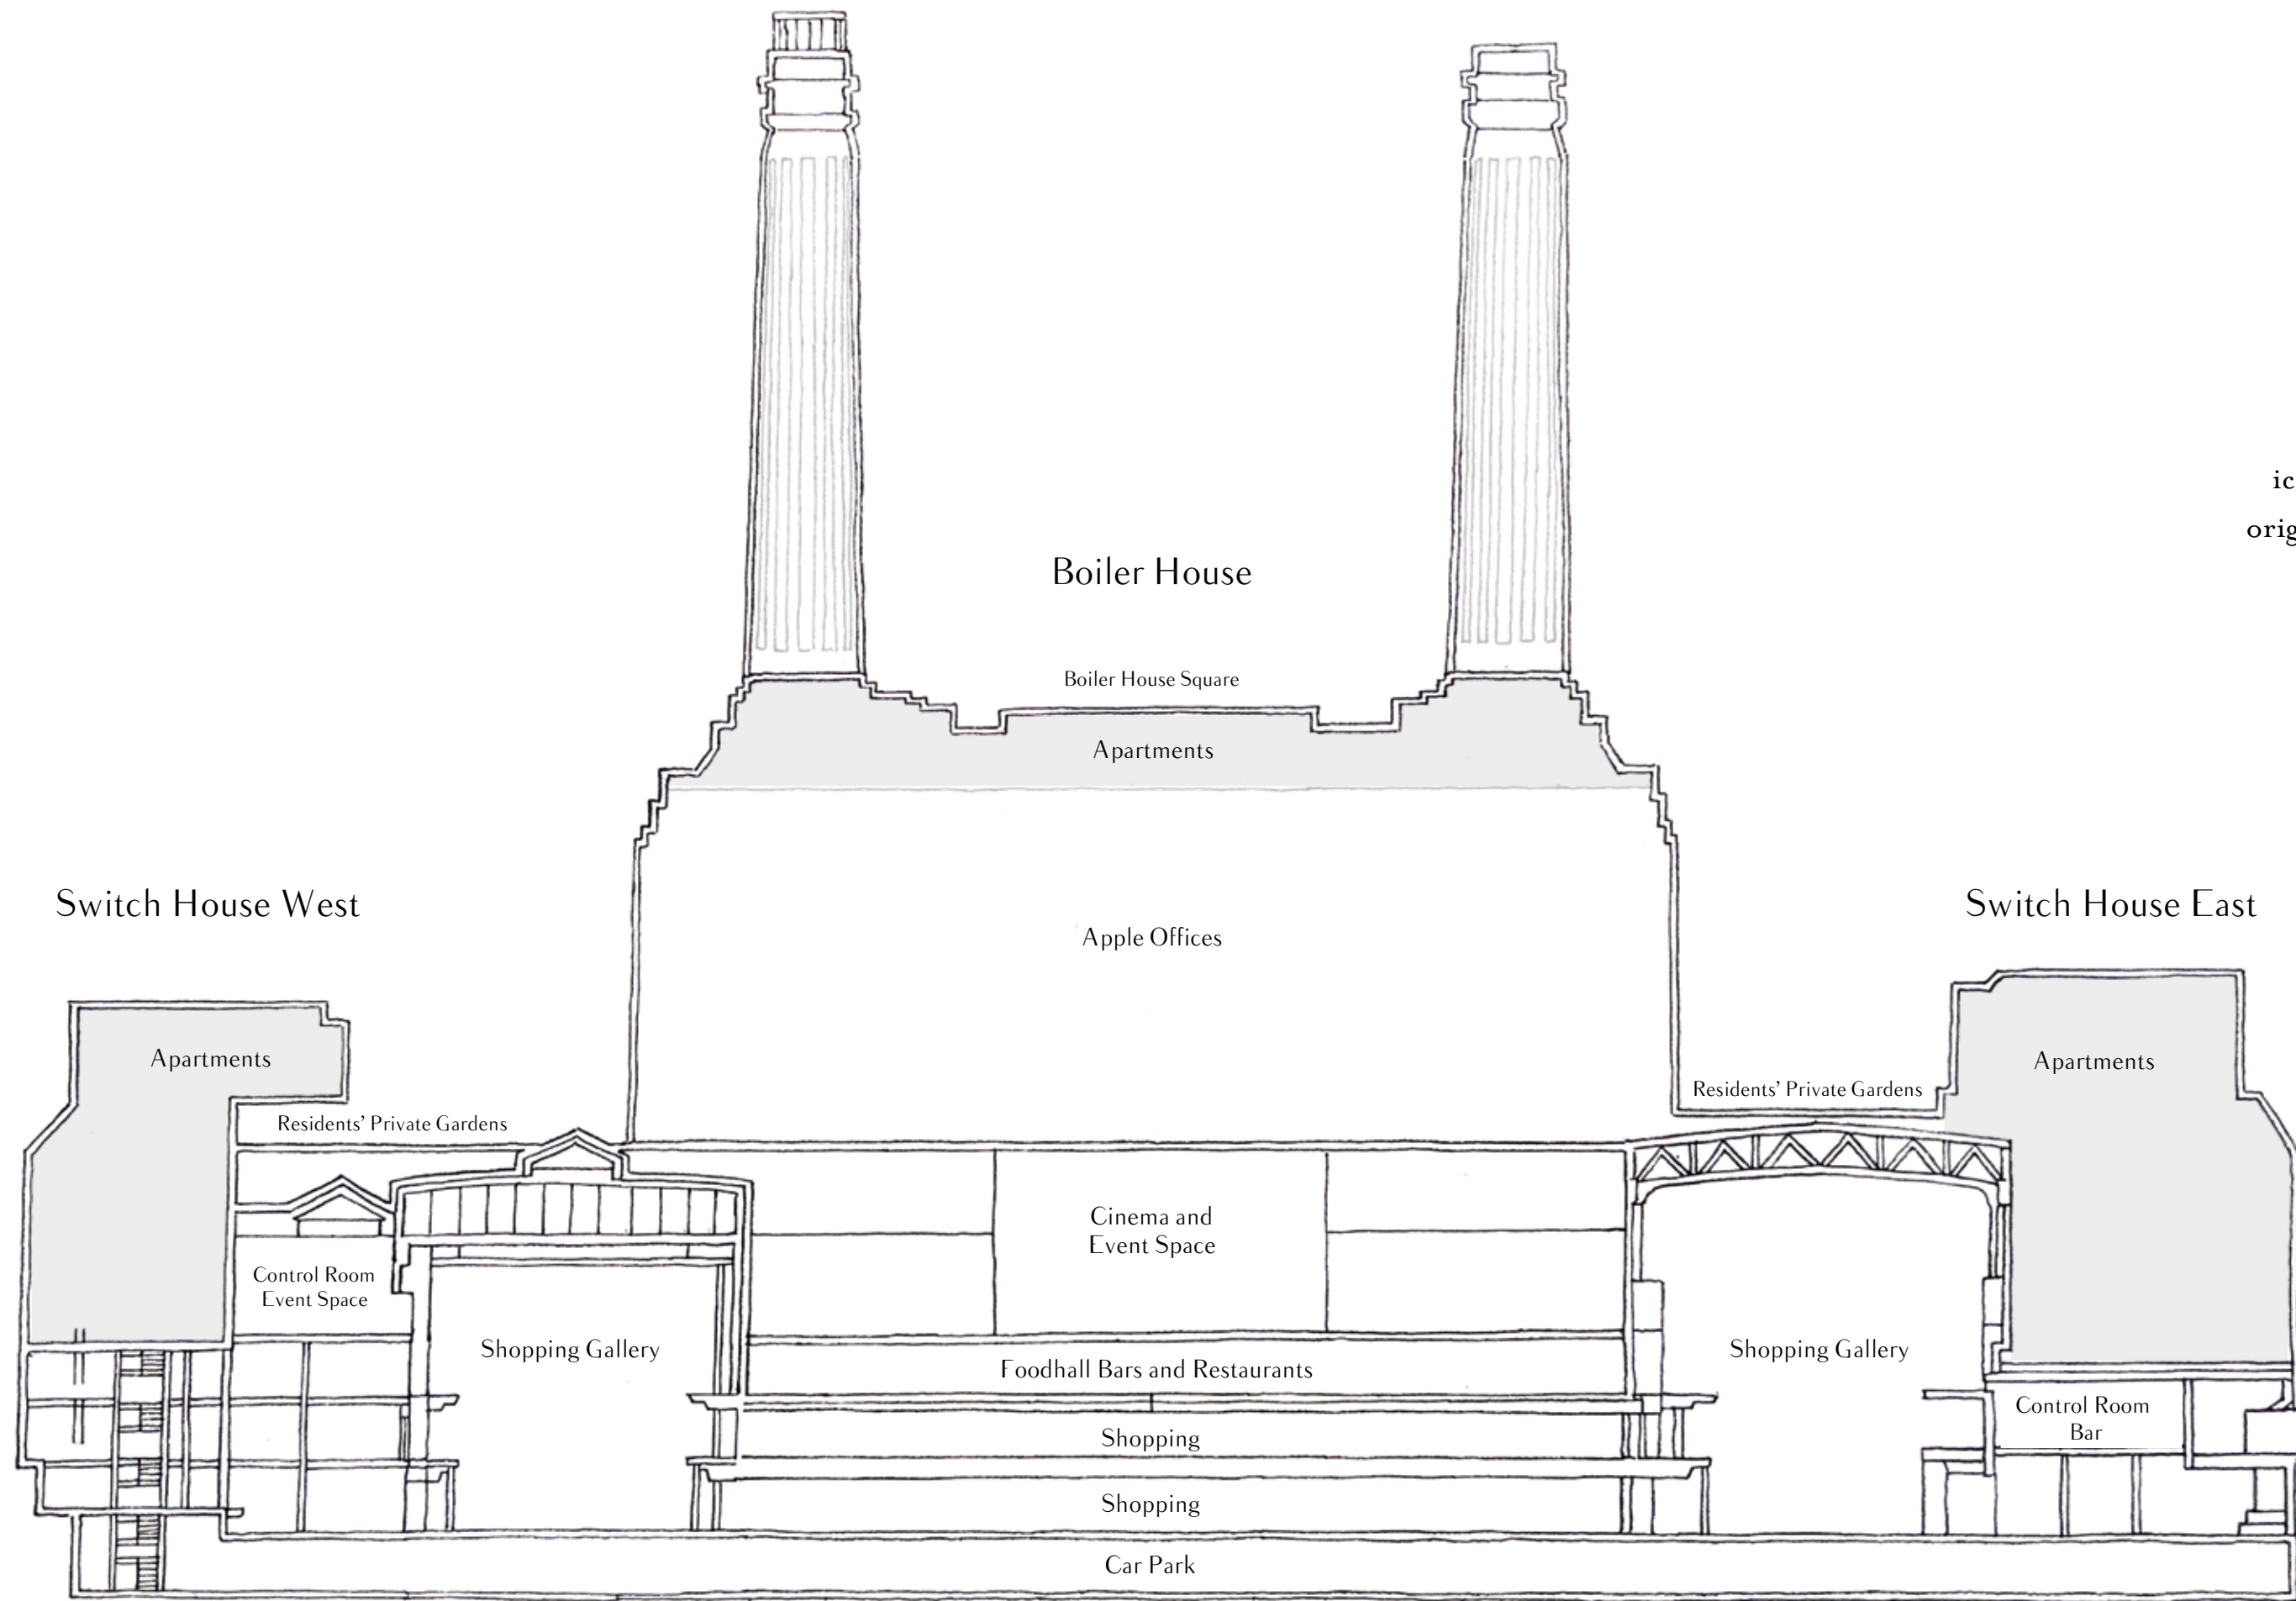 ic
orig
Boiler House
Boiler House Square
Apartments
Switch House West
Switch House East
Apple Offices
Apartments
Apartments
Residents' Private Gardens
Residents' Private Gardens
Cinema and
Event Space
Control Room
Event Space
Shopping Gallery
Shopping Gallery
Foodhall Bars and Restaurants
Control Room
Bar
Shopping
Shopping
Car Park